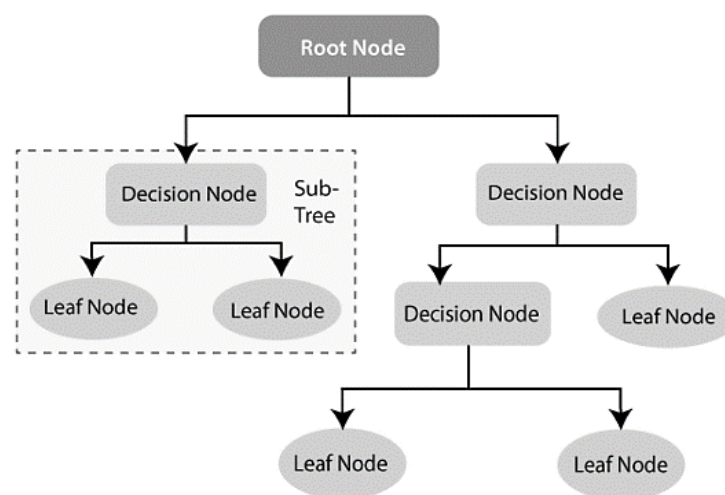 Root Node
Decision Node
Sub-
Tree
Decision Node
Leaf Node
Leaf Node
Decision Node
Leaf Node
Leaf Node
Leaf Node